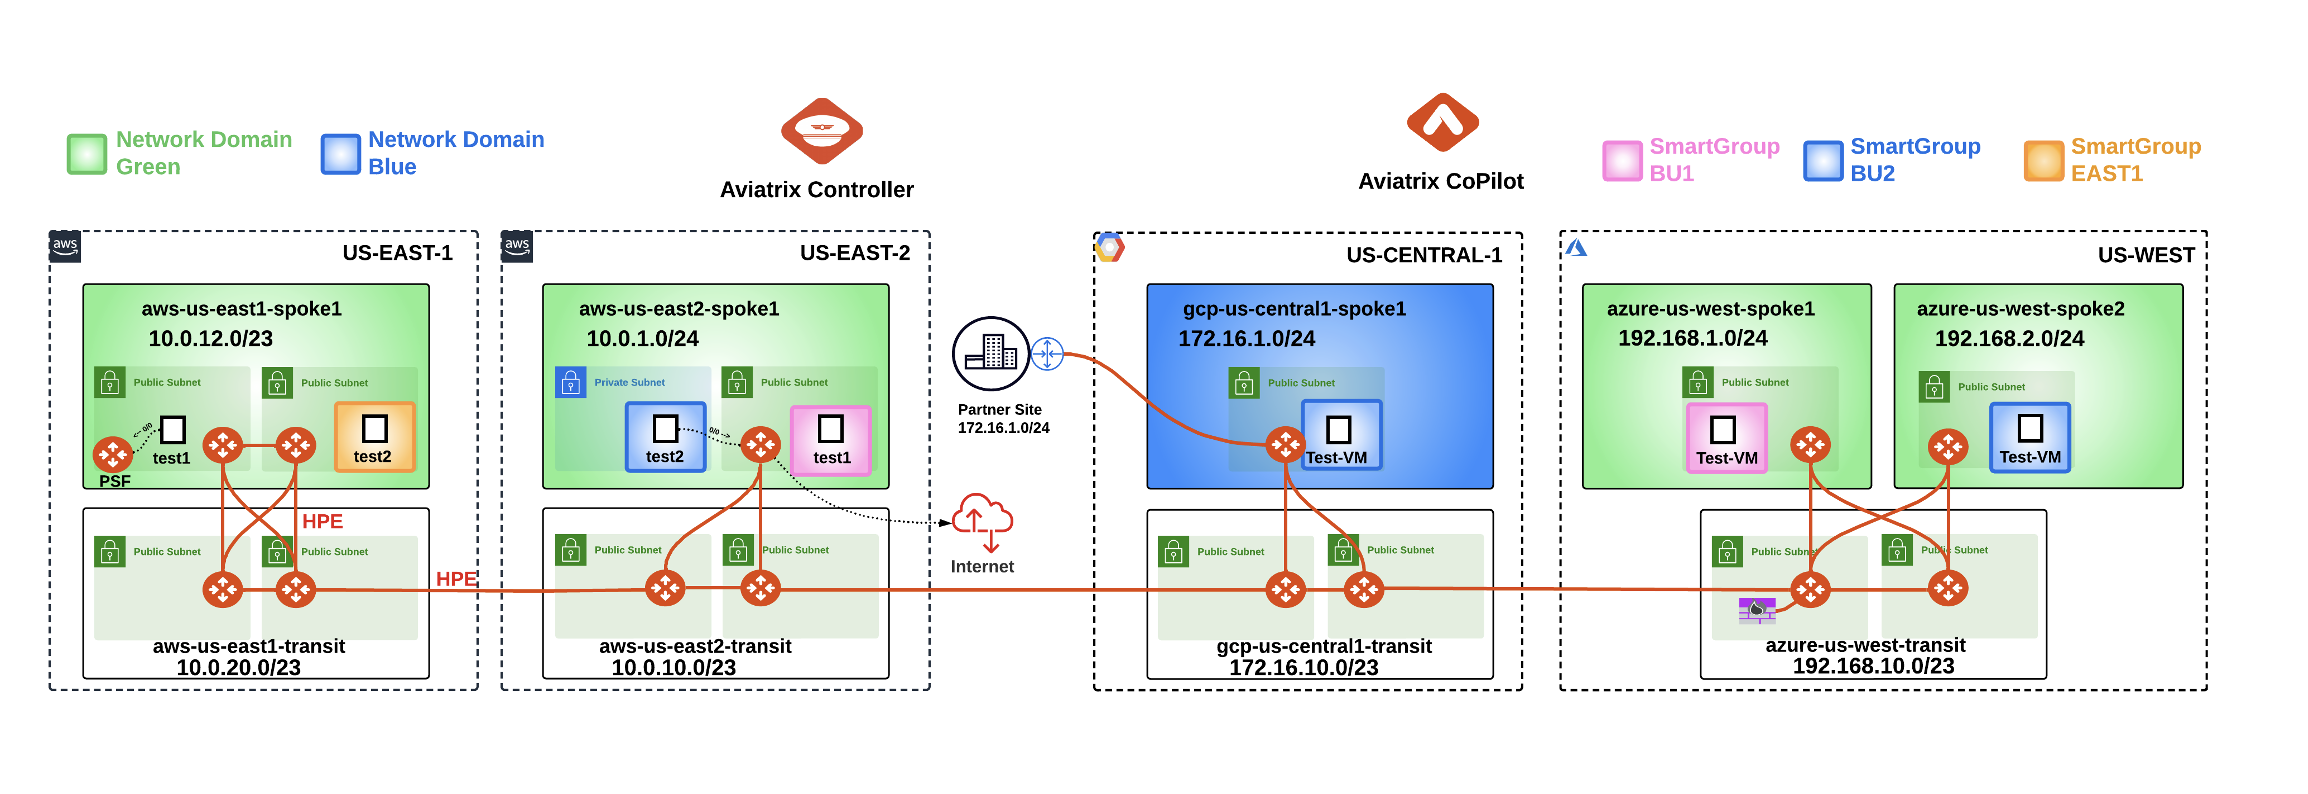 Network Domain
Green
Network Domain
Blue
Aviatrix Controller
Aviatrix CoPilot
SmartGroup
BU1
SmartGroup
BU2
SmartGroup
EAST1
aws
US-EAST-1
aws-us-east1-spoke1
10.0.12.0/23
Public Subnet
Public Subnet
0/0
test1
test2
PSF
HPE
Public Subnet
Public Subnet
HPE
aws-us-east1-transit
10.0.20.0/23
aws
US-EAST-2
aws-us-east2-spoke1
10.0.1.0/24
Private Subnet
Public Subnet
0/0
test2
test1
Public Subnet
Public Subnet
aws-us-east2-transit
10.0.10.0/23
Partner Site
172.16.1.0/24
Internet
US-CENTRAL-1
gcp-us-central1-spoke1
172.16.1.0/24
Public Subnet
Test-VM
Public Subnet
Public Subnet
gcp-us-central1-transit
172.16.10.0/23
US-WEST
azure-us-west-spoke1
192.168.1.0/24
Public Subnet
Test-VM
azure-us-west-spoke2
192.168.2.0/24
Public Subnet
Test-VM
Public Subnet
Public Subnet
azure-us-west-transit
192.168.10.0/23